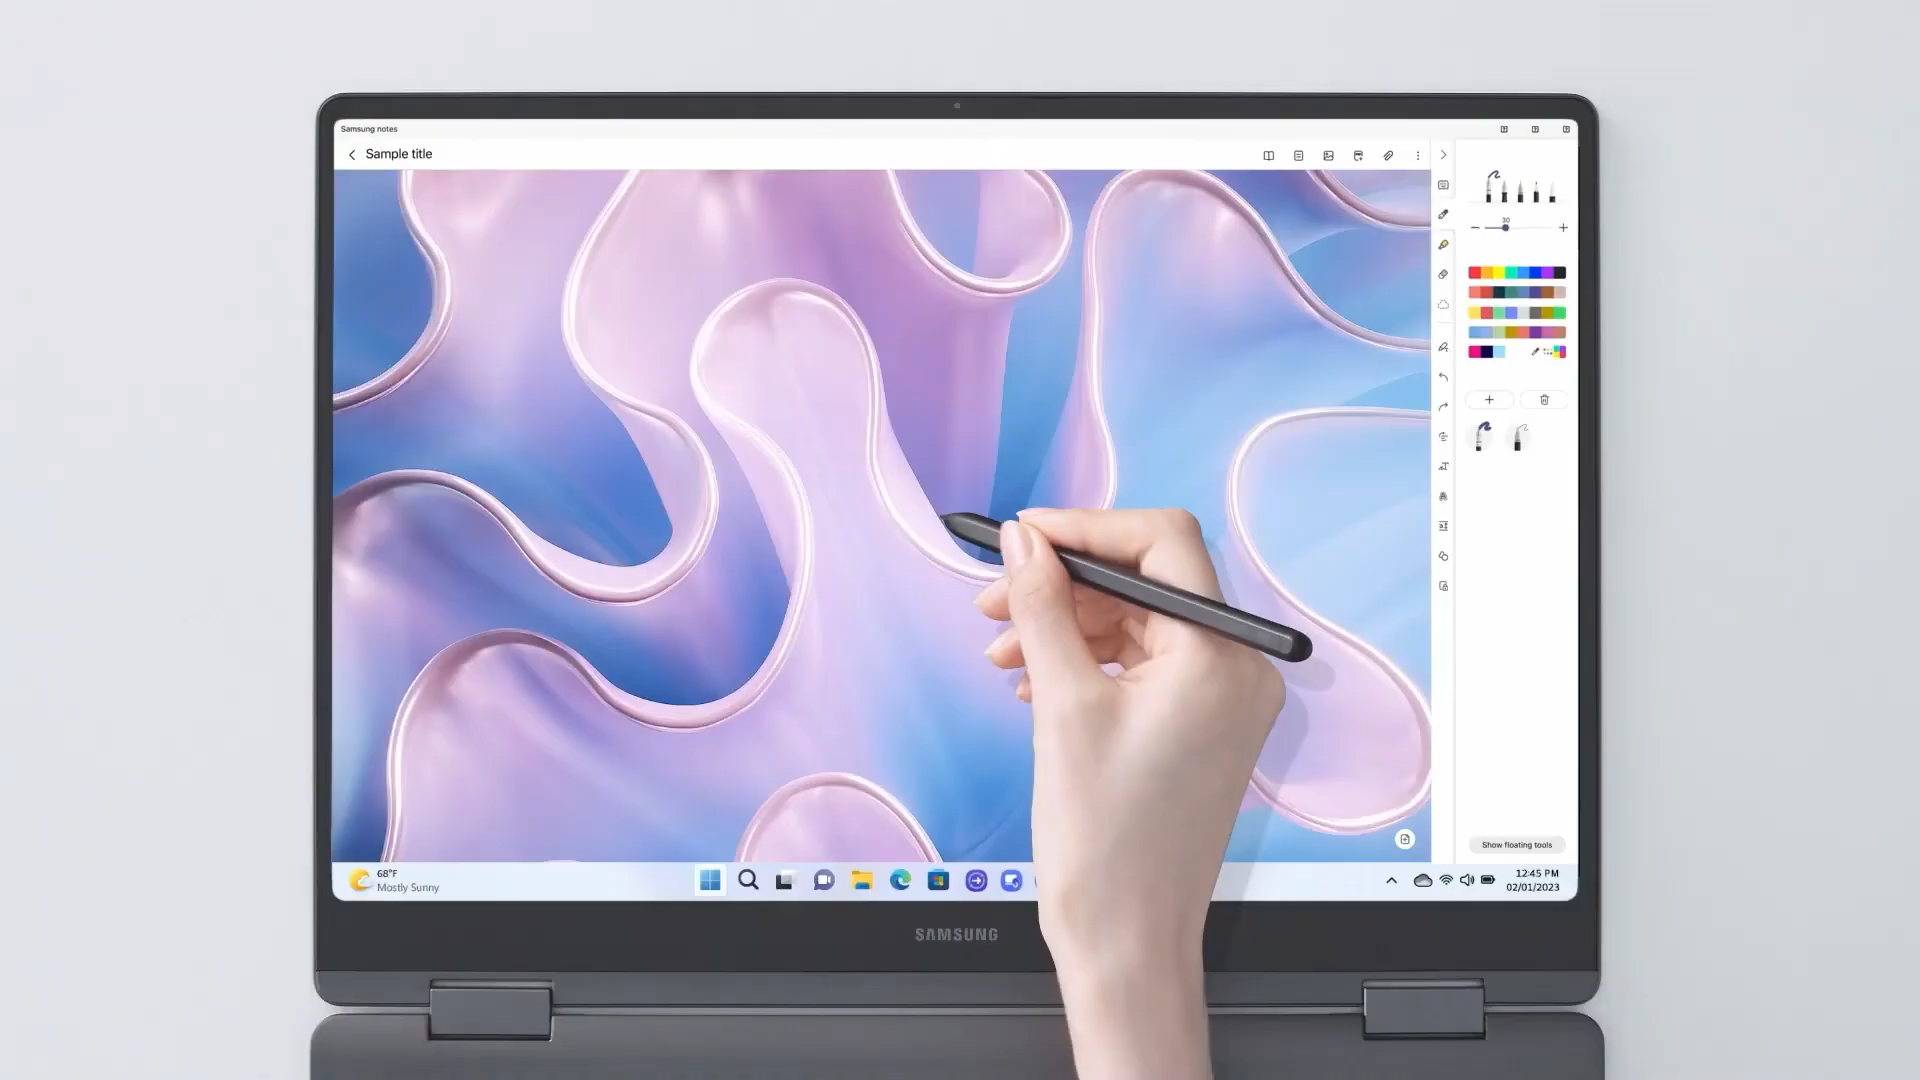 Samsung notes
Sample title
30
Show floating tools
68°F
Mostly Sunny
12:45 PM
02/01/2023
SAMSUNG